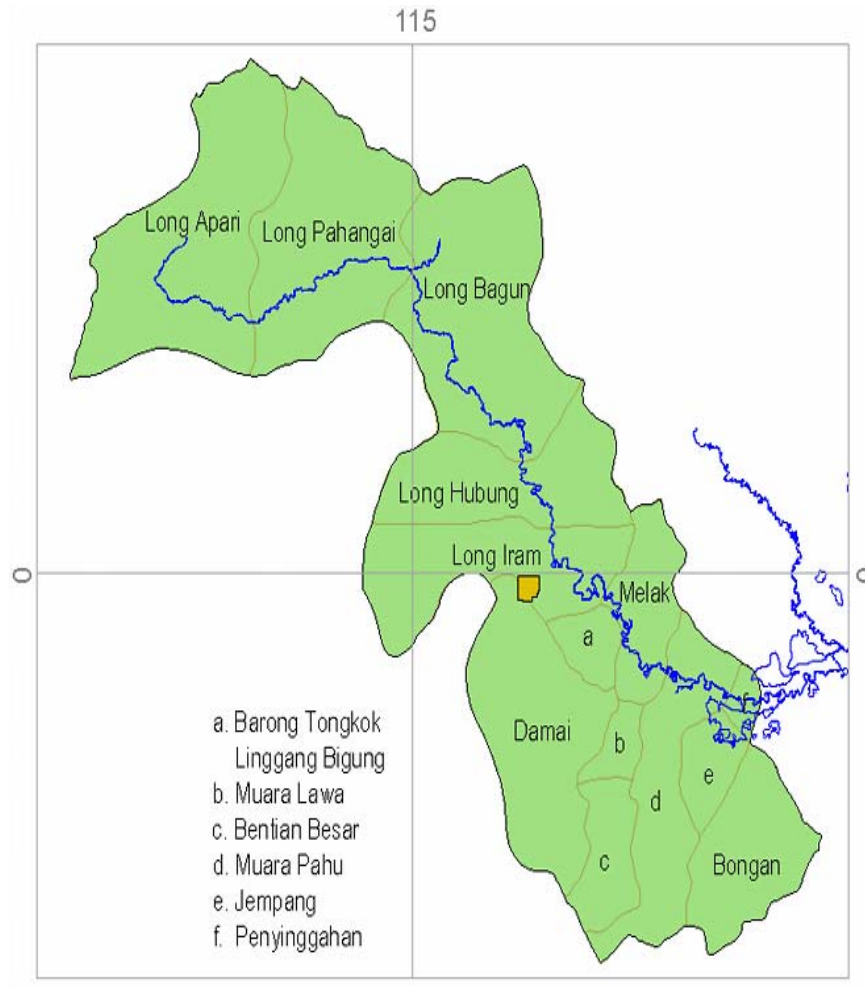 115
Long Apari
Long Pahangai
Long Bagun
Long Hubung
Long Iram
0
0
Melak
a
f
Damai
b
e
d
c
Bongan
a. Barong Tongkok
Linggang Bigung
b. Muara Lawa
c. Bentian Besar
d. Muara Pahu
e. Jempang
f. Penyinggahan